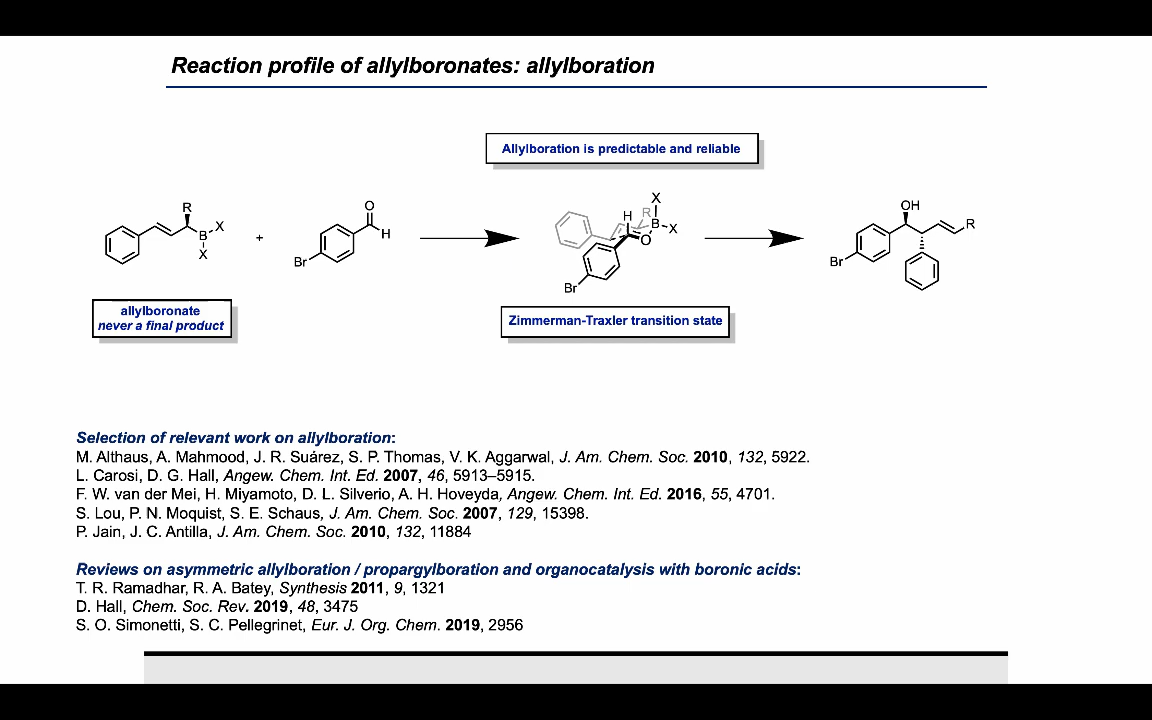 Reaction profile of allylboronates: allylboration
Allylboration is predictable and reliable
R
B
X
X
+
O
H
Br
X
H
R
B
X
O
Br
OH
R
Br
allylboronate
never a final product
Zimmerman-Traxler transition state
Selection of relevant work on allylboration:
M. Althaus, A. Mahmood, J. R. Suárez, S. P. Thomas, V. K. Aggarwal, J. Am. Chem. Soc. 2010, 132, 5922.
L. Carosi, D. G. Hall, Angew. Chem. Int. Ed. 2007, 46, 5913–5915.
F. W. van der Mei, H. Miyamoto, D. L. Silverio, A. H. Hoveyda, Angew. Chem. Int. Ed. 2016, 55, 4701.
S. Lou, P. N. Moquist, S. E. Schaus, J. Am. Chem. Soc. 2007, 129, 15398.
P. Jain, J. C. Antilla, J. Am. Chem. Soc. 2010, 132, 11884
Reviews on asymmetric allylboration / propargylboration and organocatalysis with boronic acids:
T. R. Ramadhar, R. A. Batey, Synthesis 2011, 9, 1321
D. Hall, Chem. Soc. Rev. 2019, 48, 3475
S. O. Simonetti, S. C. Pellegrinet, Eur. J. Org. Chem. 2019, 2956